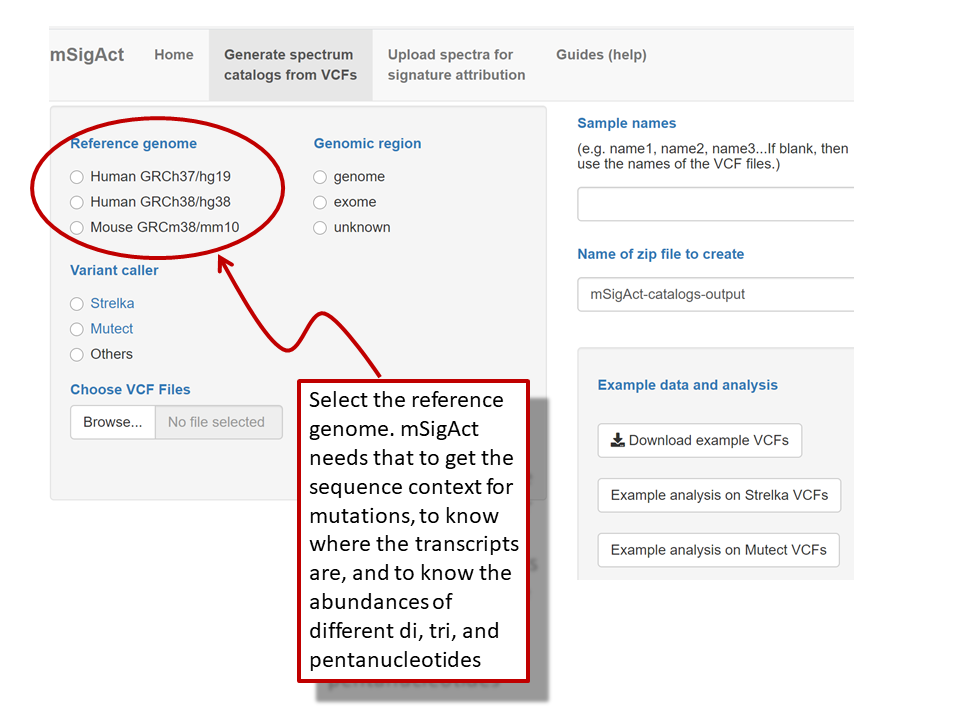 mSigAct
Home
Generate spectrum
catalogs from VCFs
Upload spectra for
signature attribution
Guides (help)
Reference genome
Human GRCh37/hg19
Human GRCh38/hg38
Mouse GRCm38/mm10
Genomic region
genome
exome
unknown
Variant caller
Strelka
Mutect
Others
Choose VCF Files
Browse...
No file selected
Sample names
(e.g. name1, name2, name3...If blank, then
use the names of the VCF files.)
Name of zip file to create
mSigAct-catalogs-output
Example data and analysis
Download example VCFs
Example analysis on Strelka VCFs
Example analysis on Mutect VCFs
Select the reference
genome. mSigAct
needs that to get the
sequence context for
mutations, to know
where the transcripts
are, and to know the
abundances of
different di, tri, and
pentanucleotides